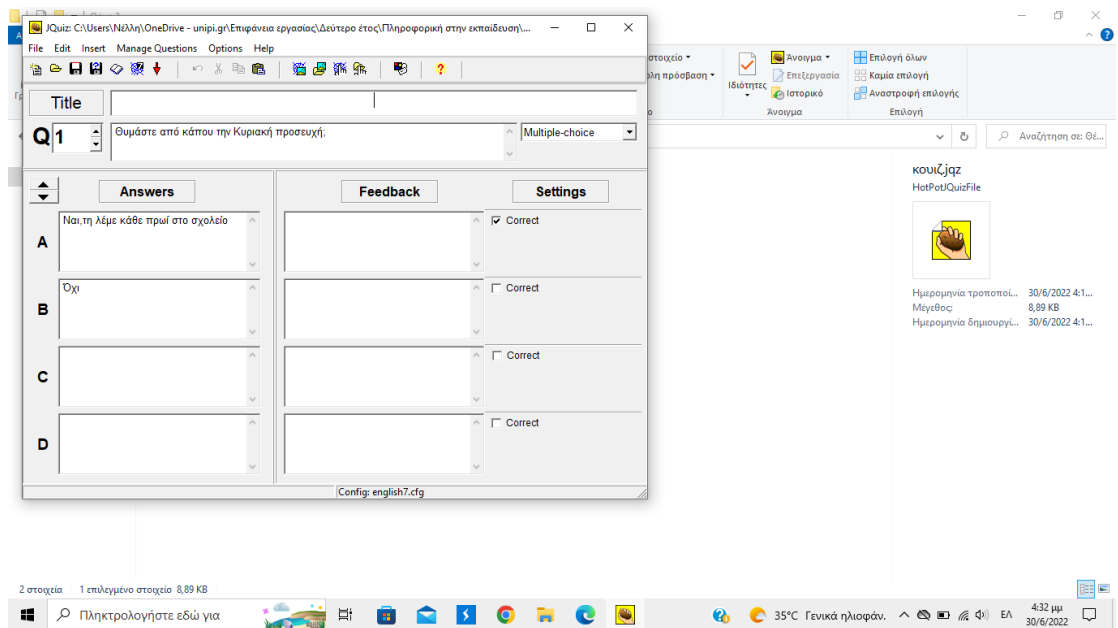 JQuiz: C:\Users\Νέλλη\OneDrive - unipi.gr\Επιφάνεια εργασίας\Δεύτερο έτος\Πληροφορική στην εκπαίδευση\...
File Edit Insert Manage Questions Options Help
Title
Q 1 Θυμάστε από κάπου την Κυριακή προσευχή; Multiple-choice
Answers Feedback Settings
A Ναι,τη λέμε κάθε πρωί στο σχολείο Correct
B Όχι Correct
C Correct
D Correct
Config: english7.cfg
στοιχείο
πρόσβαση
Ιδιότητες
Άνοιγμα
Επεξεργασία
Ιστορικό
Άνοιγμα
Επιλογή όλων
Καμία επιλογή
Αναστροφή επιλογής
Επιλογή
Αναζήτηση σε: Θέ...
κουιζ.jqz
HotPotJQuizFile
Ημερομηνία τροποποί... 30/6/2022 4:1...
Μέγεθος: 8,89 KB
Ημερομηνία δημιουργί... 30/6/2022 4:1...
2 στοιχεία 1 επιλεγμένο στοιχείο 8,89 KB
Πληκτρολογήστε εδώ για
35°C Γενικά ηλιοφάν. ΕΛ 4:32 μμ
30/6/2022